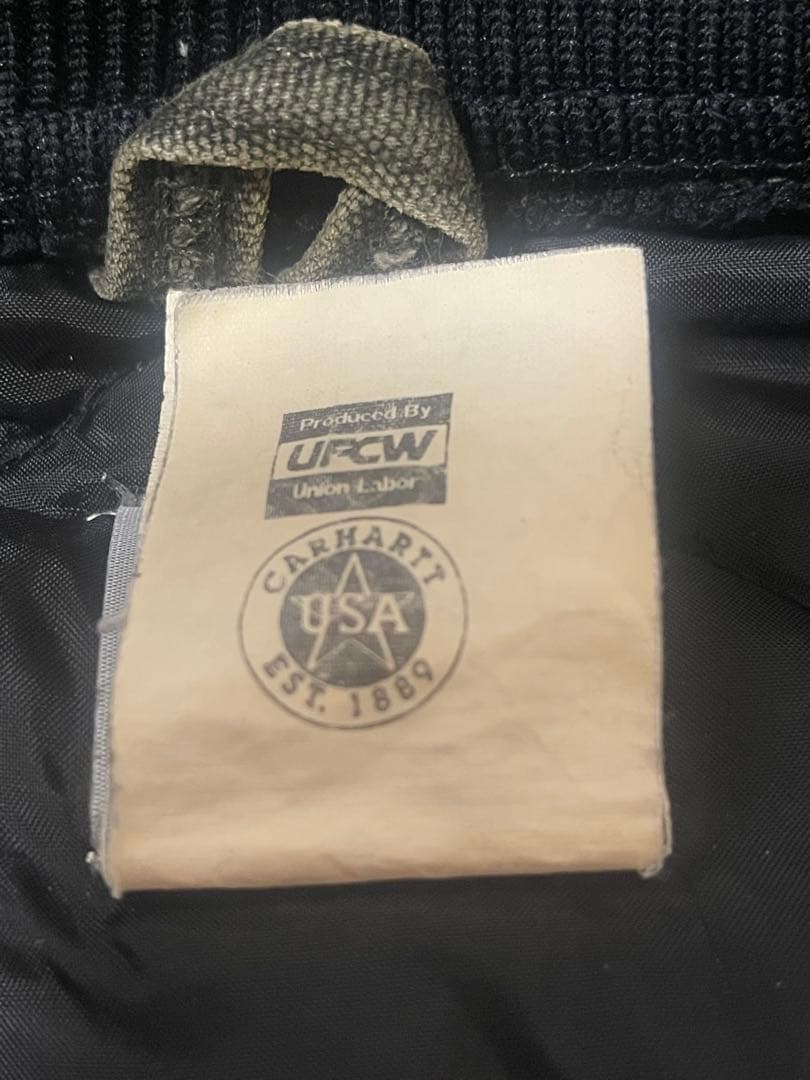 Produced By
UFCW
Union Labor
CARHARTT
USA
EST. 1889